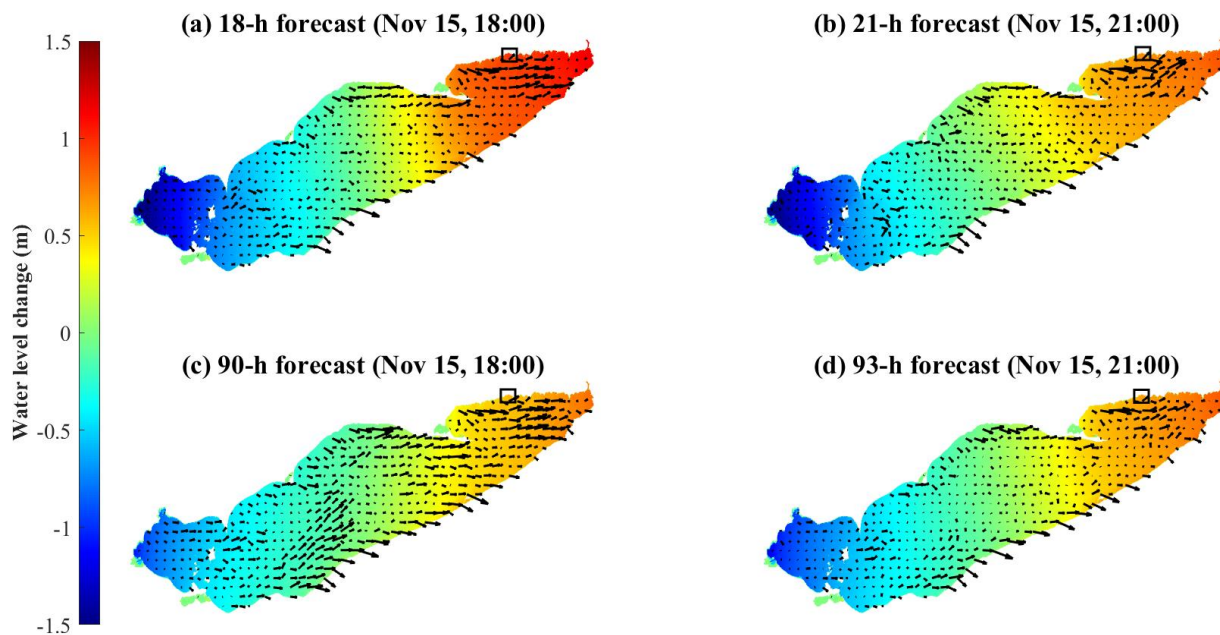 (a) 18-h forecast (Nov 15, 18:00)
(b) 21-h forecast (Nov 15, 21:00)
1.5
1
0.5
0
-0.5
-1
-1.5
Water level change (m)
(c) 90-h forecast (Nov 15, 18:00)
(d) 93-h forecast (Nov 15, 21:00)